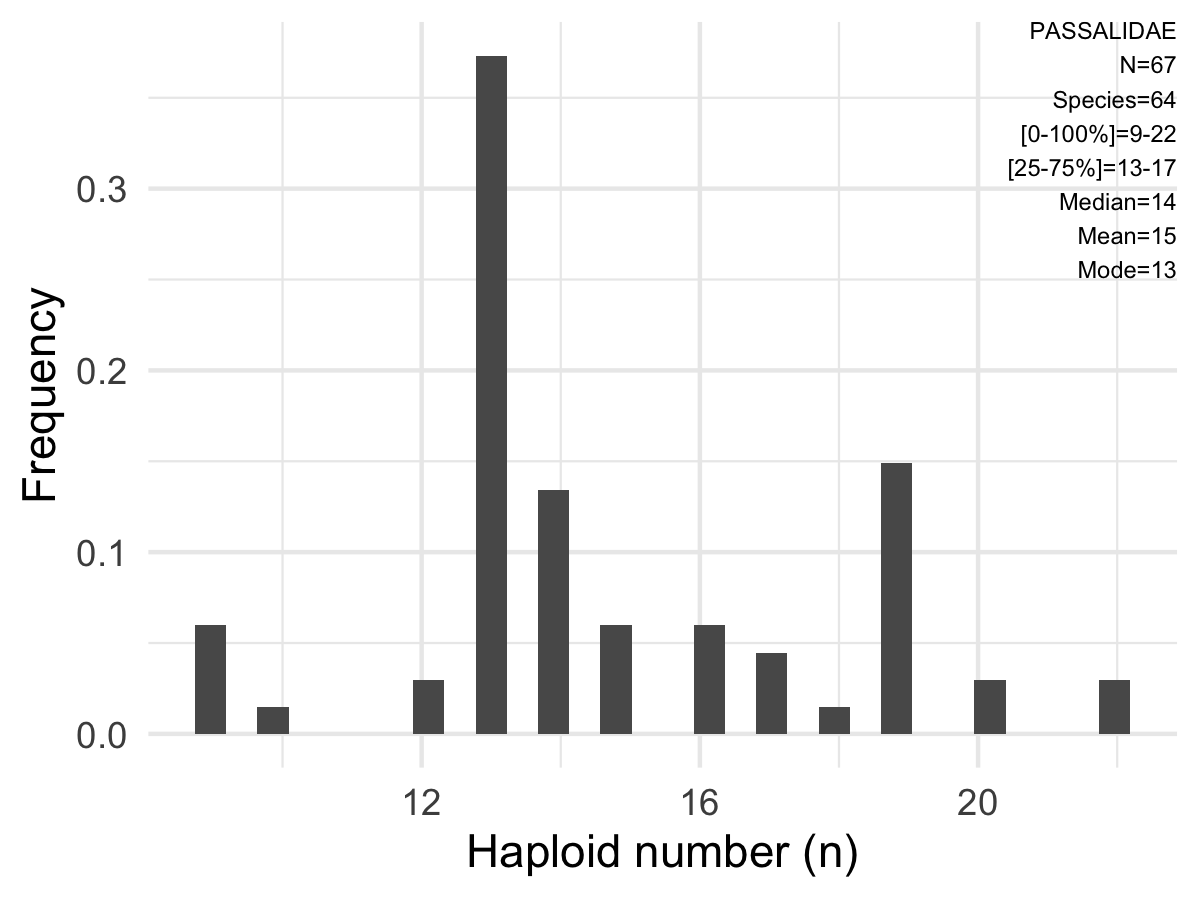 PASSALIDAE
N=67
Species=64
[0-100%]=9-22
[25-75%]=13-17
Median=14
Mean=15
Mode=13
Frequency
0.3
0.2
0.1
0.0
12 16 20
Haploid number (n)